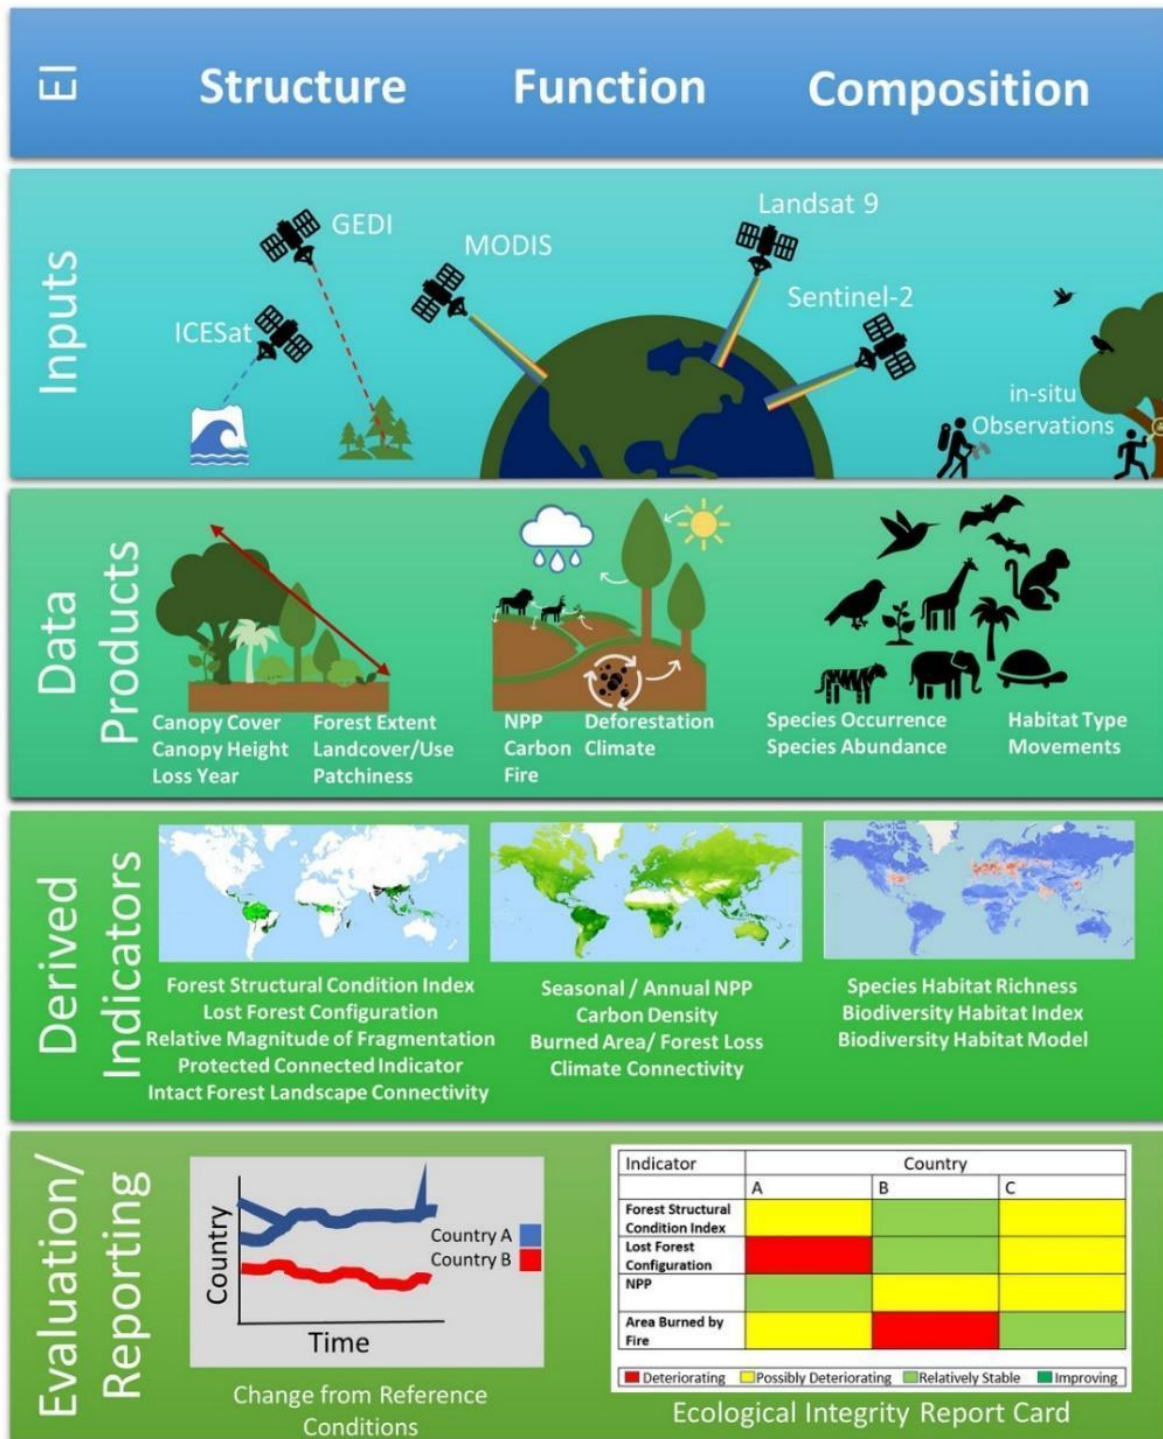 EI
Structure
Function
Composition
Inputs
GEDI
ICESat
MODIS
Landsat 9
Sentinel-2
in-situ
Observations
Data
Products
Canopy Cover
Canopy Height
Loss Year
Forest Extent
Landcover/Use
Patchiness
NPP
Carbon
Fire
Deforestation
Climate
Species Occurrence
Species Abundance
Habitat Type
Movements
Derived
Indicators
Forest Structural Condition Index
Lost Forest Configuration
Relative Magnitude of Fragmentation
Protected Connected Indicator
Intact Forest Landscape Connectivity
Seasonal / Annual NPP
Carbon Density
Burned Area/ Forest Loss
Climate Connectivity
Species Habitat Richness
Biodiversity Habitat Index
Biodiversity Habitat Model
Evaluation/
Reporting
Country
Time
Country A
Country B
Change from Reference
Conditions
Indicator Country
A B C
Forest Structural
Condition Index
Lost Forest
Configuration
NPP
Area Burned by
Fire
Deteriorating Possibly Deteriorating Relatively Stable Improving
Ecological Integrity Report Card